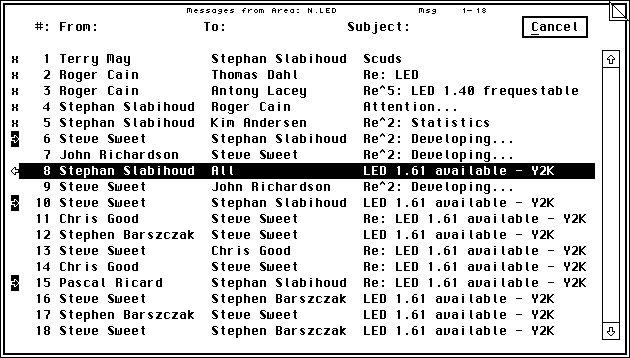 Messages from Area: N.LED Msg 1-18
#: From: To: Subject: Cancel
x 1 Terry May Stephan Slabihoud Scuds
x 2 Roger Cain Thomas Dahl Re: LED
x 3 Roger Cain Antony Lacey Re^5: LED 1.40 frequestable
x 4 Stephan Slabihoud Roger Cain Attention...
x 5 Stephan Slabihoud Kim Andersen Re^2: Statistics
6 Steve Sweet Stephan Slabihoud Re^2: Developing...
7 John Richardson Steve Sweet Re^2: Developing...
8 Stephan Slabihoud All LED 1.61 available - Y2K
9 Steve Sweet John Richardson Re^2: Developing...
10 Steve Sweet Stephan Slabihoud LED 1.61 available - Y2K
11 Chris Good Steve Sweet Re: LED 1.61 available - Y2K
12 Stephen Barszczak Steve Sweet LED 1.61 available - Y2K
13 Steve Sweet Chris Good Re: LED 1.61 available - Y2K
14 Chris Good Steve Sweet Re: LED 1.61 available - Y2K
15 Pascal Ricard Stephan Slabihoud Re: LED 1.61 available - Y2K
16 Steve Sweet Stephen Barszczak LED 1.61 available - Y2K
17 Stephen Barszczak Steve Sweet LED 1.61 available - Y2K
18 Steve Sweet Stephen Barszczak LED 1.61 available - Y2K